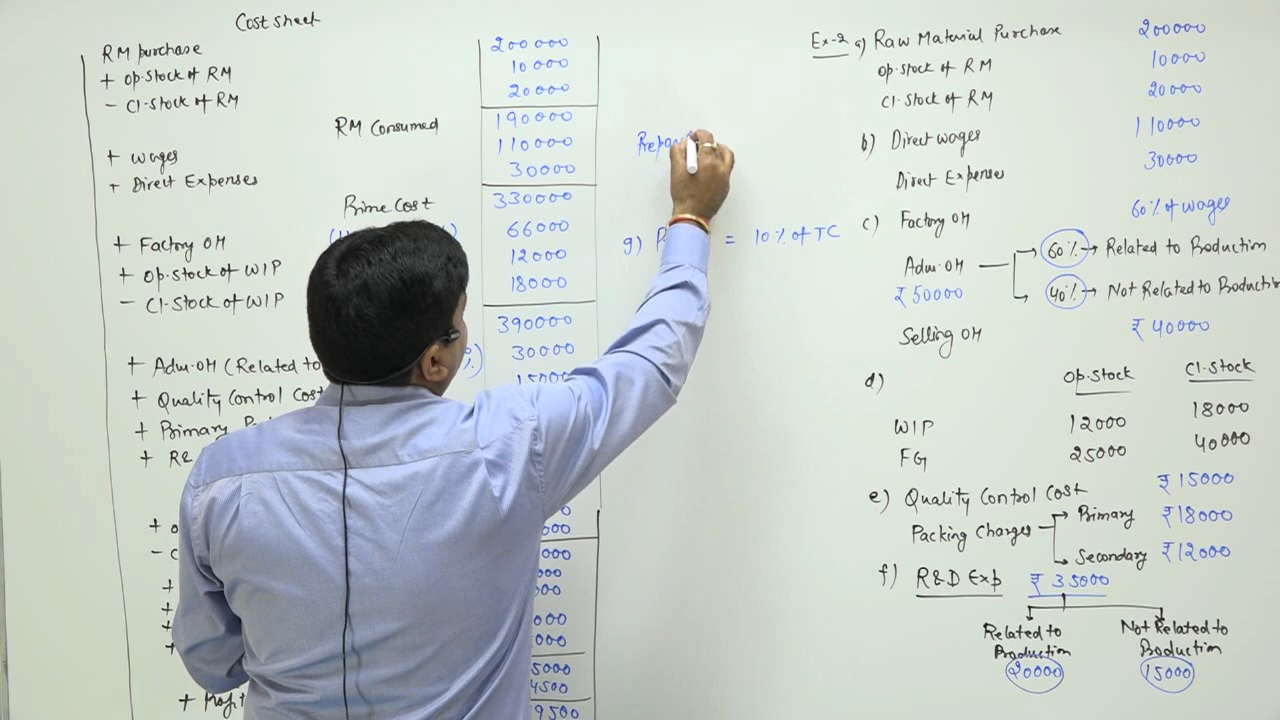 Cost sheet
RM purchase 200000
+ Op. Stock of RM 10000
- Cl. Stock of RM 20000
RM Consumed 190000
+ wages 110000
+ Direct Expenses 30000
Prime Cost 330000
+ Factory OH 66000
+ Op. Stock of WIP 12000
- Cl. Stock of WIP 18000
390000
+ Adm. OH (Related to 30000
+ Quality Control Cost 15000
+ Primary
+ R&
+
- C
+
+
+
+
+ Profit
Prepa
g) = 10% of TC
Ex-2 a) Raw Material Purchase 200000
Op. Stock of RM 10000
Cl. Stock of RM 20000
b) Direct wages 110000
Direct Expenses 30000
c) Factory OH 60% of wages
Adm. OH 60% → Related to Production
₹ 50000 40% → Not Related to Production
Selling OH ₹ 40000
d) Op. Stock Cl. Stock
WIP 12000 18000
FG 25000 40000
e) Quality Control Cost ₹ 15000
Packing Charges → Primary ₹ 18000
→ Secondary ₹ 12000
f) R&D Exp ₹ 35000
Related to Production 20000
Not Related to Production 15000